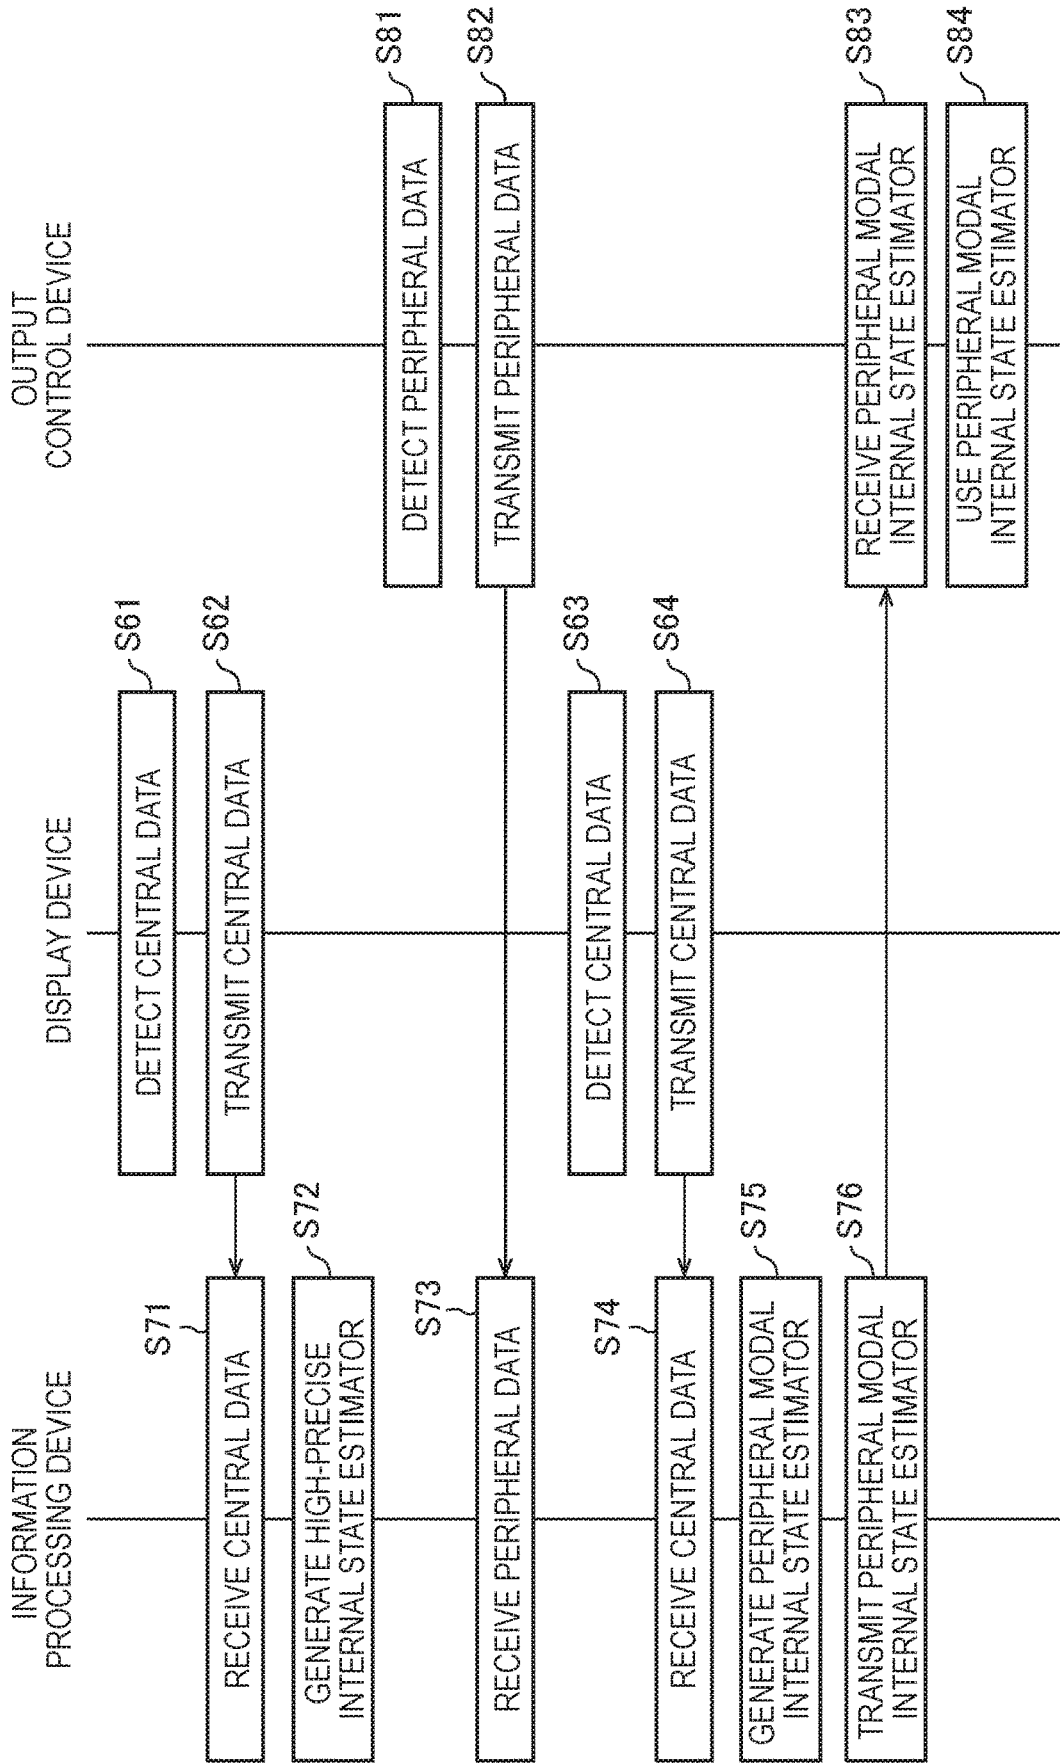 INFORMATION
PROCESSING DEVICE
DISPLAY DEVICE
OUTPUT
CONTROL DEVICE
DETECT CENTRAL DATA
S61
S71
RECEIVE CENTRAL DATA
TRANSMIT CENTRAL DATA
S62
GENERATE HIGH-PRECISE
INTERNAL STATE ESTIMATOR
S72
DETECT PERIPHERAL DATA
S81
S73
RECEIVE PERIPHERAL DATA
TRANSMIT PERIPHERAL DATA
S82
DETECT CENTRAL DATA
S63
S74
RECEIVE CENTRAL DATA
TRANSMIT CENTRAL DATA
S64
GENERATE PERIPHERAL MODAL
INTERNAL STATE ESTIMATOR
S75
TRANSMIT PERIPHERAL MODAL
INTERNAL STATE ESTIMATOR
S76
RECEIVE PERIPHERAL MODAL
INTERNAL STATE ESTIMATOR
S83
USE PERIPHERAL MODAL
INTERNAL STATE ESTIMATOR
S84